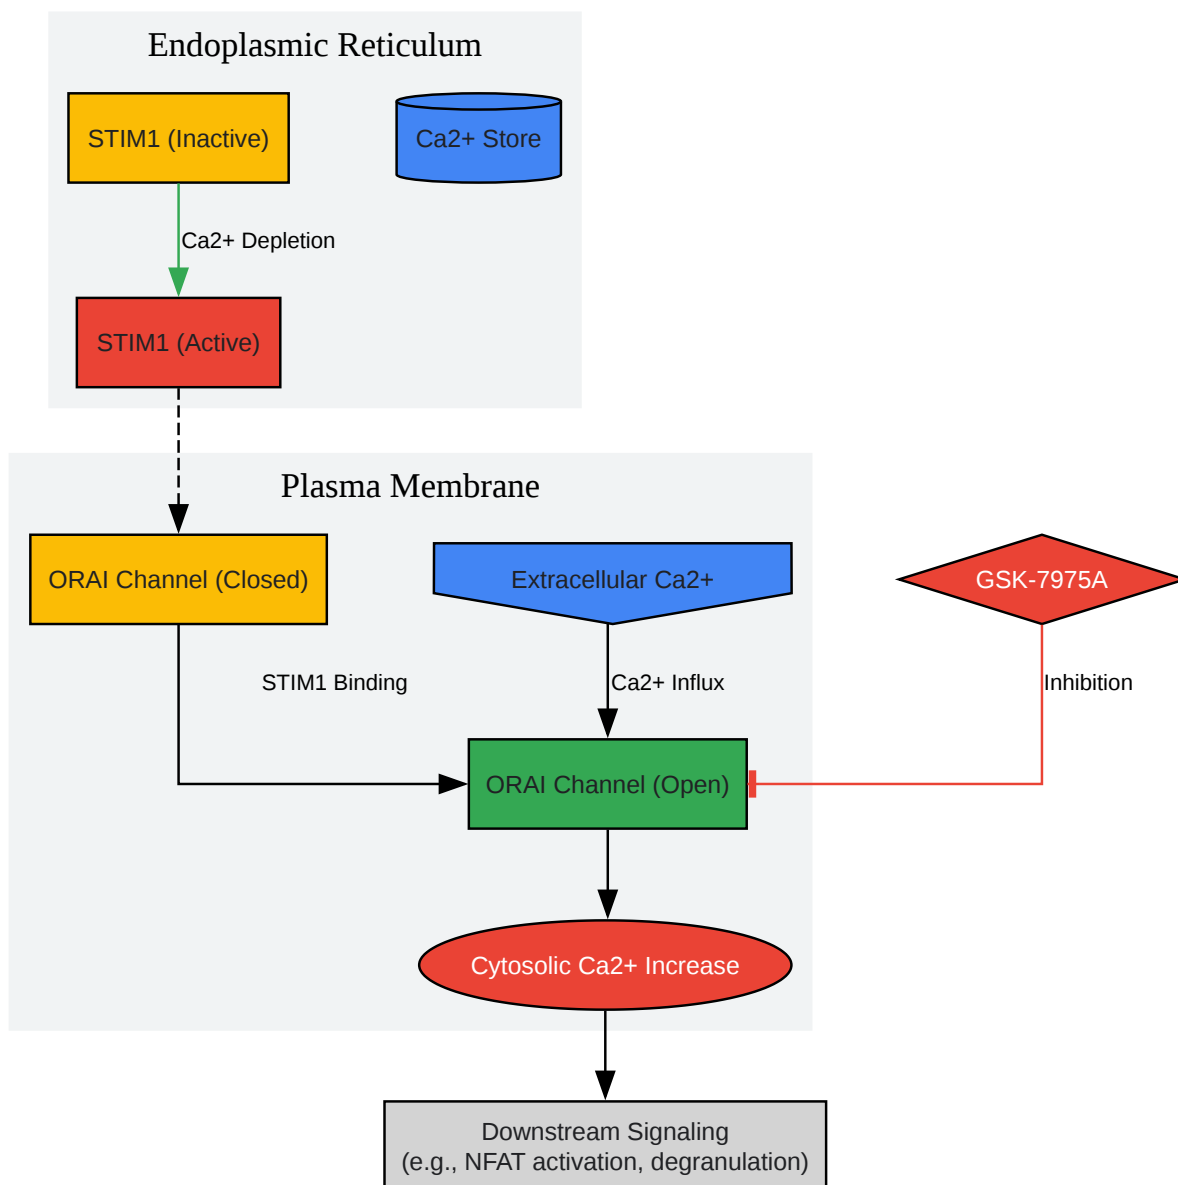 Endoplasmic Reticulum
STIM1 (Inactive)
Ca2+ Store
Ca2+ Depletion
STIM1 (Active)
Plasma Membrane
ORAI Channel (Closed)
Extracellular Ca2+
GSK-7975A
STIM1 Binding
Ca2+ Influx
Inhibition
ORAI Channel (Open)
Cytosolic Ca2+ Increase
Downstream Signaling
(e.g., NFAT activation, degranulation)